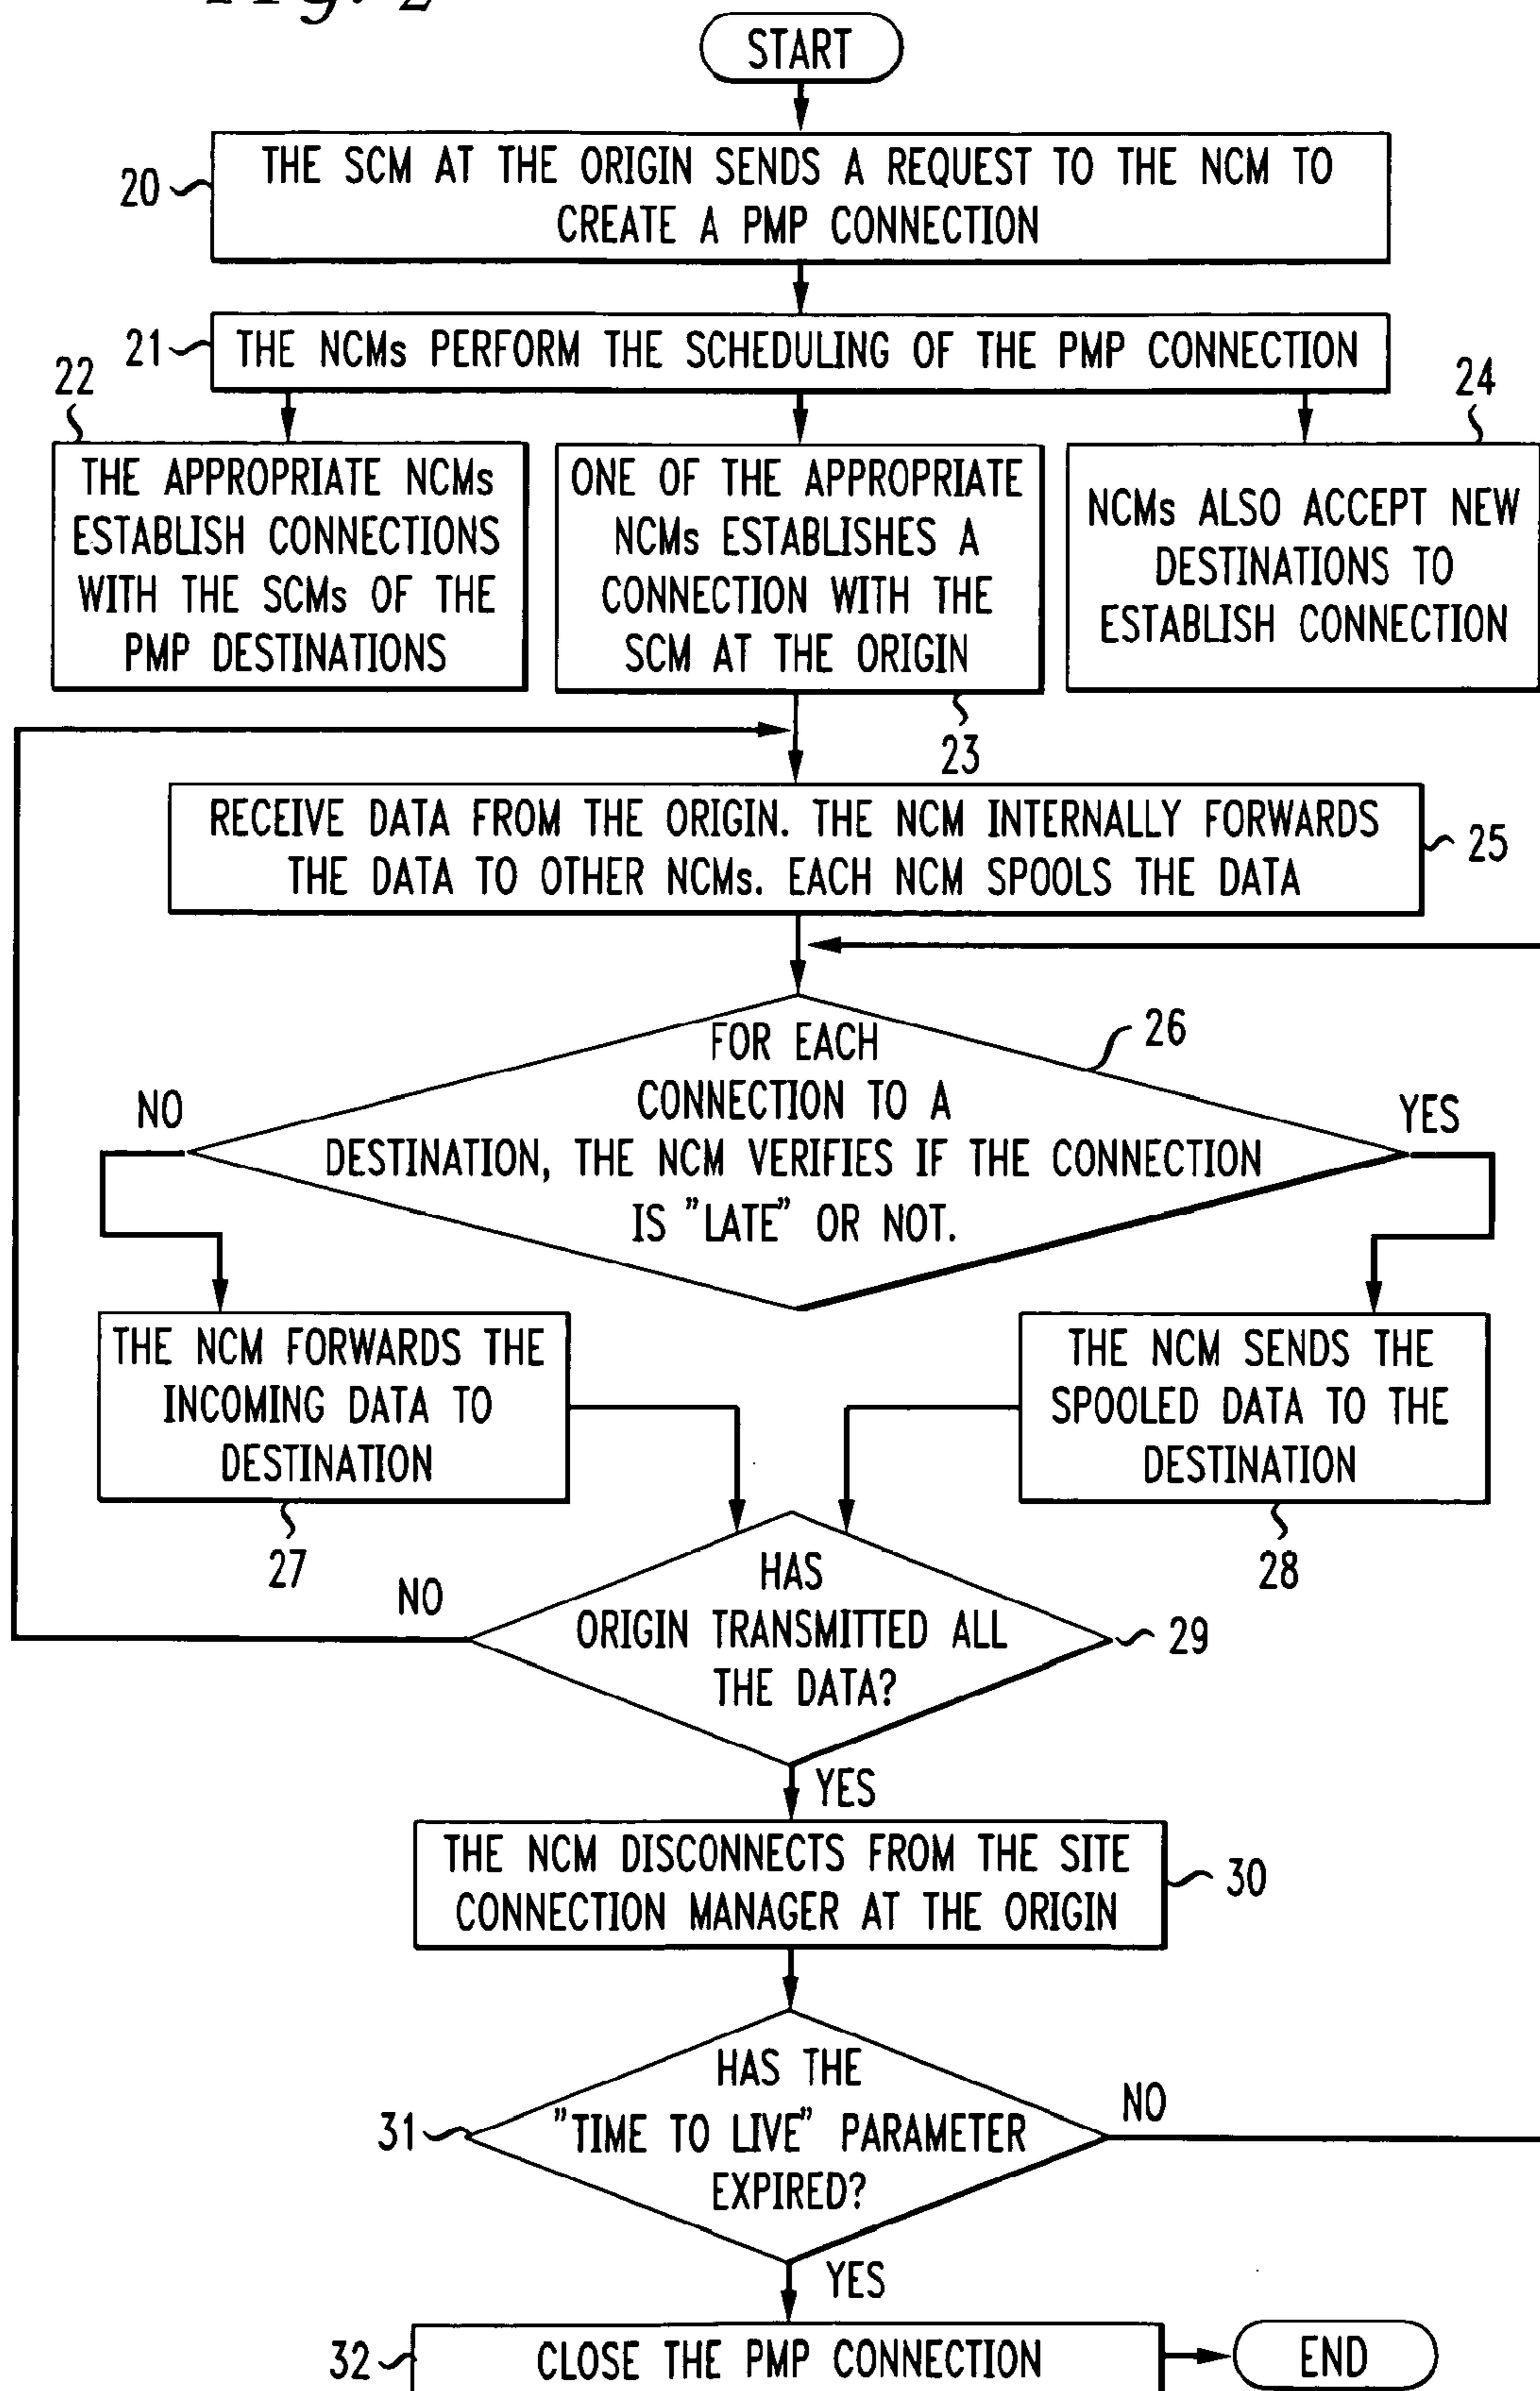 Fig. 2
START
20
THE SCM AT THE ORIGIN SENDS A REQUEST TO THE NCM TO
CREATE A PMP CONNECTION
21
THE NCMs PERFORM THE SCHEDULING OF THE PMP CONNECTION
22
THE APPROPRIATE NCMs
ESTABLISH CONNECTIONS
WITH THE SCMs OF THE
PMP DESTINATIONS
ONE OF THE APPROPRIATE
NCMs ESTABLISHES A
CONNECTION WITH THE
SCM AT THE ORIGIN
23
24
NCMs ALSO ACCEPT NEW
DESTINATIONS TO
ESTABLISH CONNECTION
RECEIVE DATA FROM THE ORIGIN. THE NCM INTERNALLY FORWARDS
THE DATA TO OTHER NCMs. EACH NCM SPOOLS THE DATA
25
FOR EACH
CONNECTION TO A
DESTINATION, THE NCM VERIFIES IF THE CONNECTION
IS "LATE" OR NOT.
26
NO
YES
THE NCM FORWARDS THE
INCOMING DATA TO
DESTINATION
27
THE NCM SENDS THE
SPOOLED DATA TO THE
DESTINATION
28
HAS
ORIGIN TRANSMITTED ALL
THE DATA?
29
NO
YES
THE NCM DISCONNECTS FROM THE SITE
CONNECTION MANAGER AT THE ORIGIN
30
HAS THE
"TIME TO LIVE" PARAMETER
EXPIRED?
31
NO
YES
32
CLOSE THE PMP CONNECTION
END